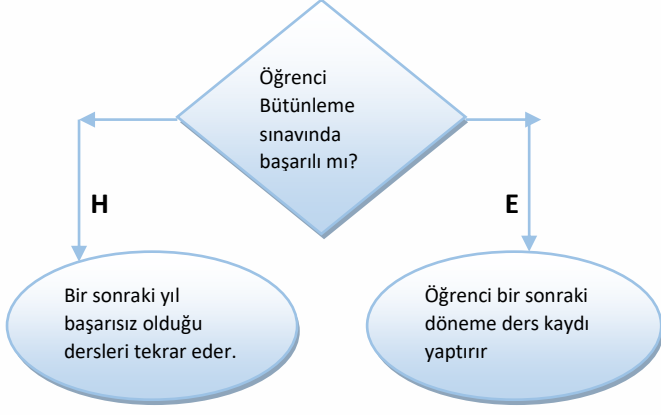 Öğrenci
Bütünleme
sınavında
başarılı mı?
H
E
Bir sonraki yıl
başarısız olduğu
dersleri tekrar eder.
Öğrenci bir sonraki
döneme ders kaydı
yaptırır